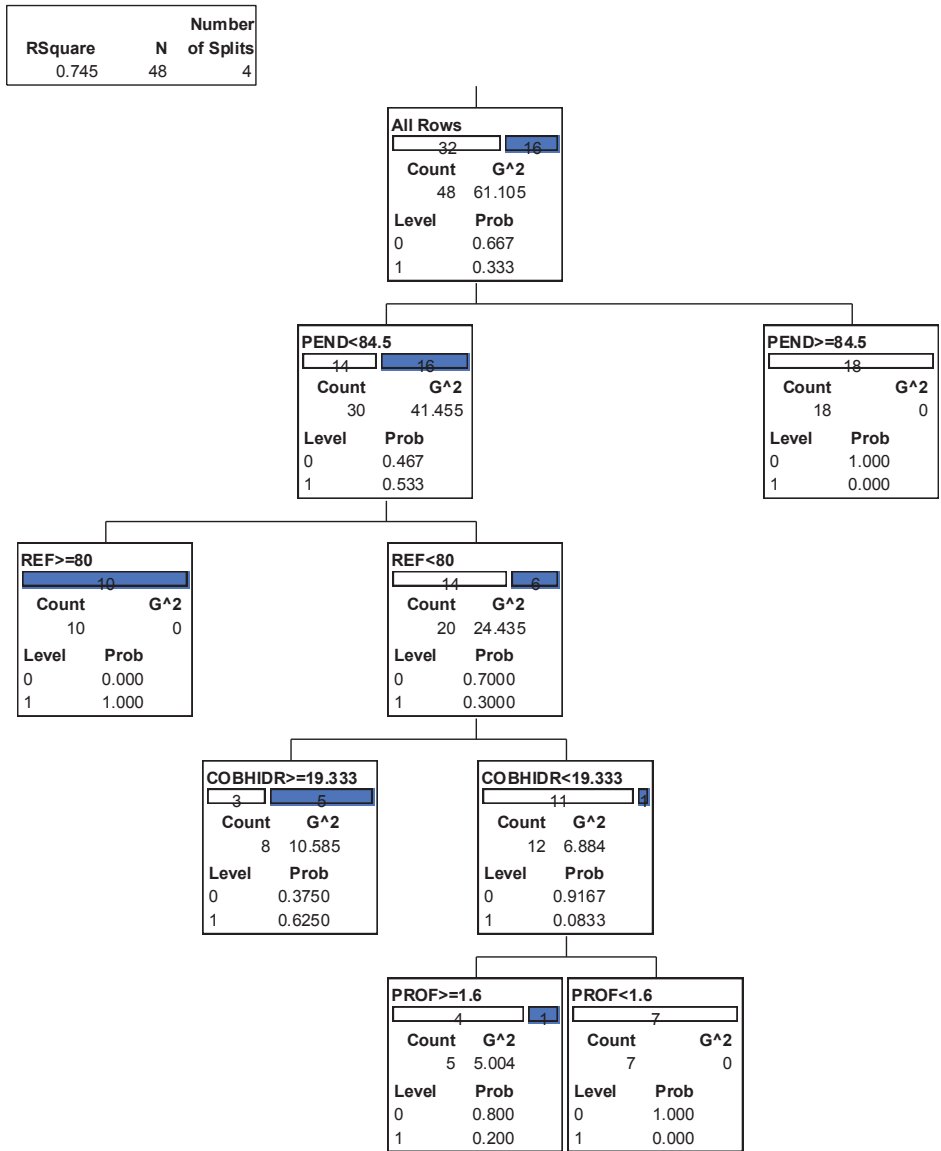 Number
RSquare N of Splits
0.745 48 4
All Rows
32 16
Count G^2
48 61.105
Level Prob
0 0.667
1 0.333
PEND<84.5
14 16
Count G^2
30 41.455
Level Prob
0 0.467
1 0.533
PEND>=84.5
18
Count G^2
18 0
Level Prob
0 1.000
1 0.000
REF>=80
10
Count G^2
10 0
Level Prob
0 0.000
1 1.000
REF<80
14 6
Count G^2
20 24.435
Level Prob
0 0.7000
1 0.3000
COBHIDR>=19.333
3 5
Count G^2
8 10.585
Level Prob
0 0.3750
1 0.6250
COBHIDR<19.333
11 1
Count G^2
12 6.884
Level Prob
0 0.9167
1 0.0833
PROF>=1.6
4 1
Count G^2
5 5.004
Level Prob
0 0.800
1 0.200
PROF<1.6
7
Count G^2
7 0
Level Prob
0 1.000
1 0.000